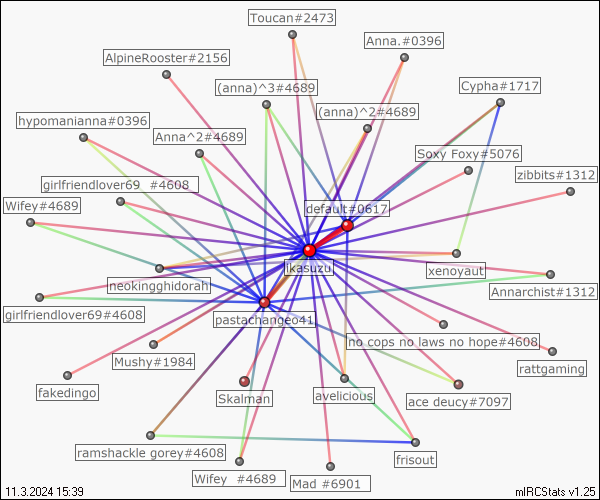 Toucan#2473
Anna.#0396
AlpineRooster#2156
(anna)^3#4689
Cypha#1717
(anna)^2#4689
hypomanianna#0396
Anna^2#4689
Soxy Foxy#5076
zibbits#1312
girlfriendlover69_ #4608
Wifey#4689
default#0617
ikasuzu
xenoyaut
neokingghidorah
Annarchist#1312
girlfriendlover69#4608
pastachangeo41
no cops no laws no hope#4608
Mushy#1984
rattgaming
fakedingo
Skalman
avelicious
ace deucy#7097
ramshackle gorey#4608
frisout
Wifey_ #4689
Mad #6901
11.3.2024 15:39
mIRCStats v1.25